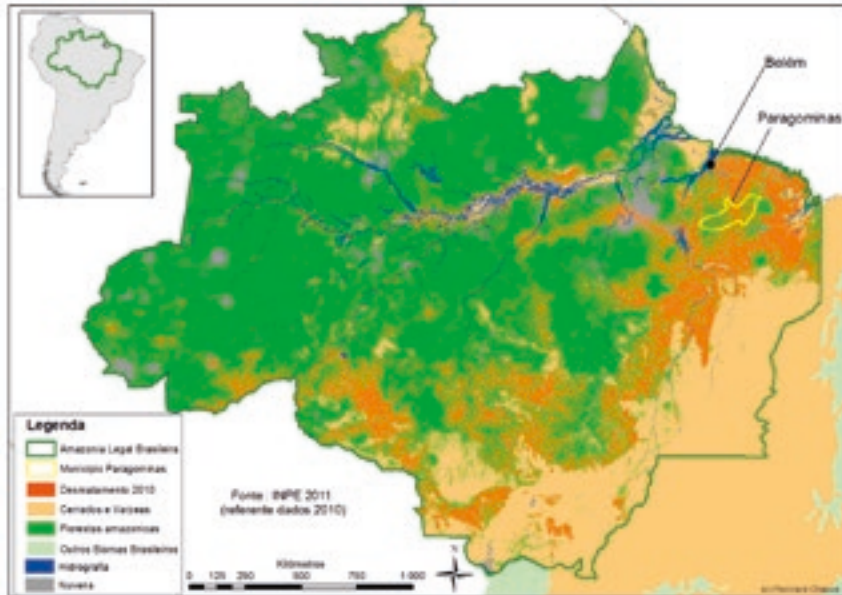 Belém
Paragominas
Legenda
Amazonia Legal Brasileira
Municipio Paragominas
Desmatamento 2010
Cerrados e Varzeas
Florestas amazonicas
Outros Biomas Brasileiros
Hidrografia
Nuvens
Fonte : INPE 2011
(referente dados 2010)
Kilômetros
0 125 250 500 750 1 000
N